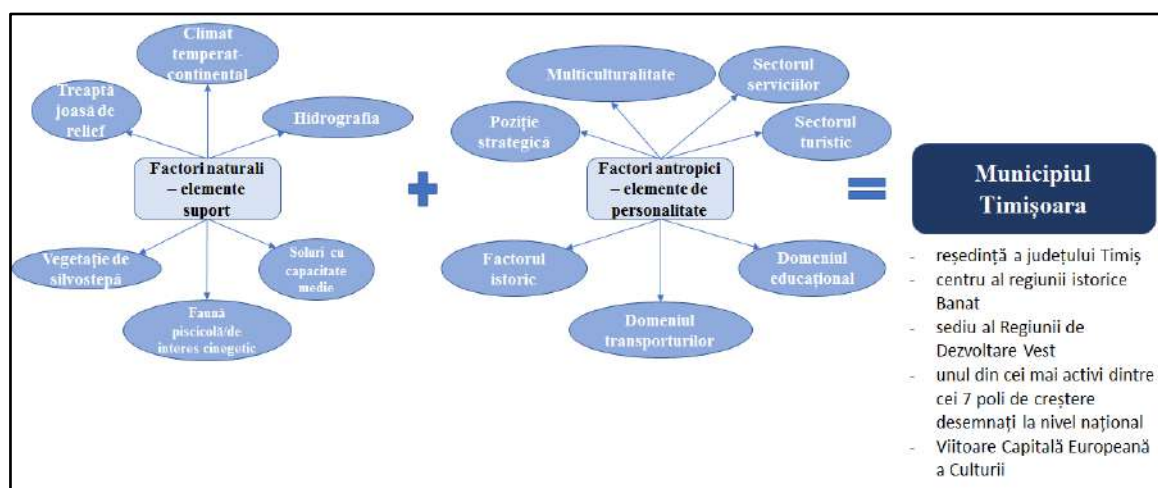 Climat
temperat-
continental
Treaptă
joasă de
relief
Hidrografia
Factori naturali
– elemente
suport
Vegetație de
silvostepă
Soluri cu
capacitate
medie
Faună
piscicolă/de
interes cinegetic
Multiculturalitate
Sectorul
serviciilor
Poziție
strategică
Sectorul
turistic
Factori antropici
– elemente de
personalitate
Factorul
istoric
Domeniul
educațional
Domeniul
transporturilor
Municipiul
Timișoara
- reședință a județului Timiș
- centru al regiunii istorice
Banat
- sediu al Regiunii de
Dezvoltare Vest
- unul din cei mai activi dintre
cei 7 poli de creștere
desemnați la nivel național
- Viitoare Capitală Europeană
a Culturii